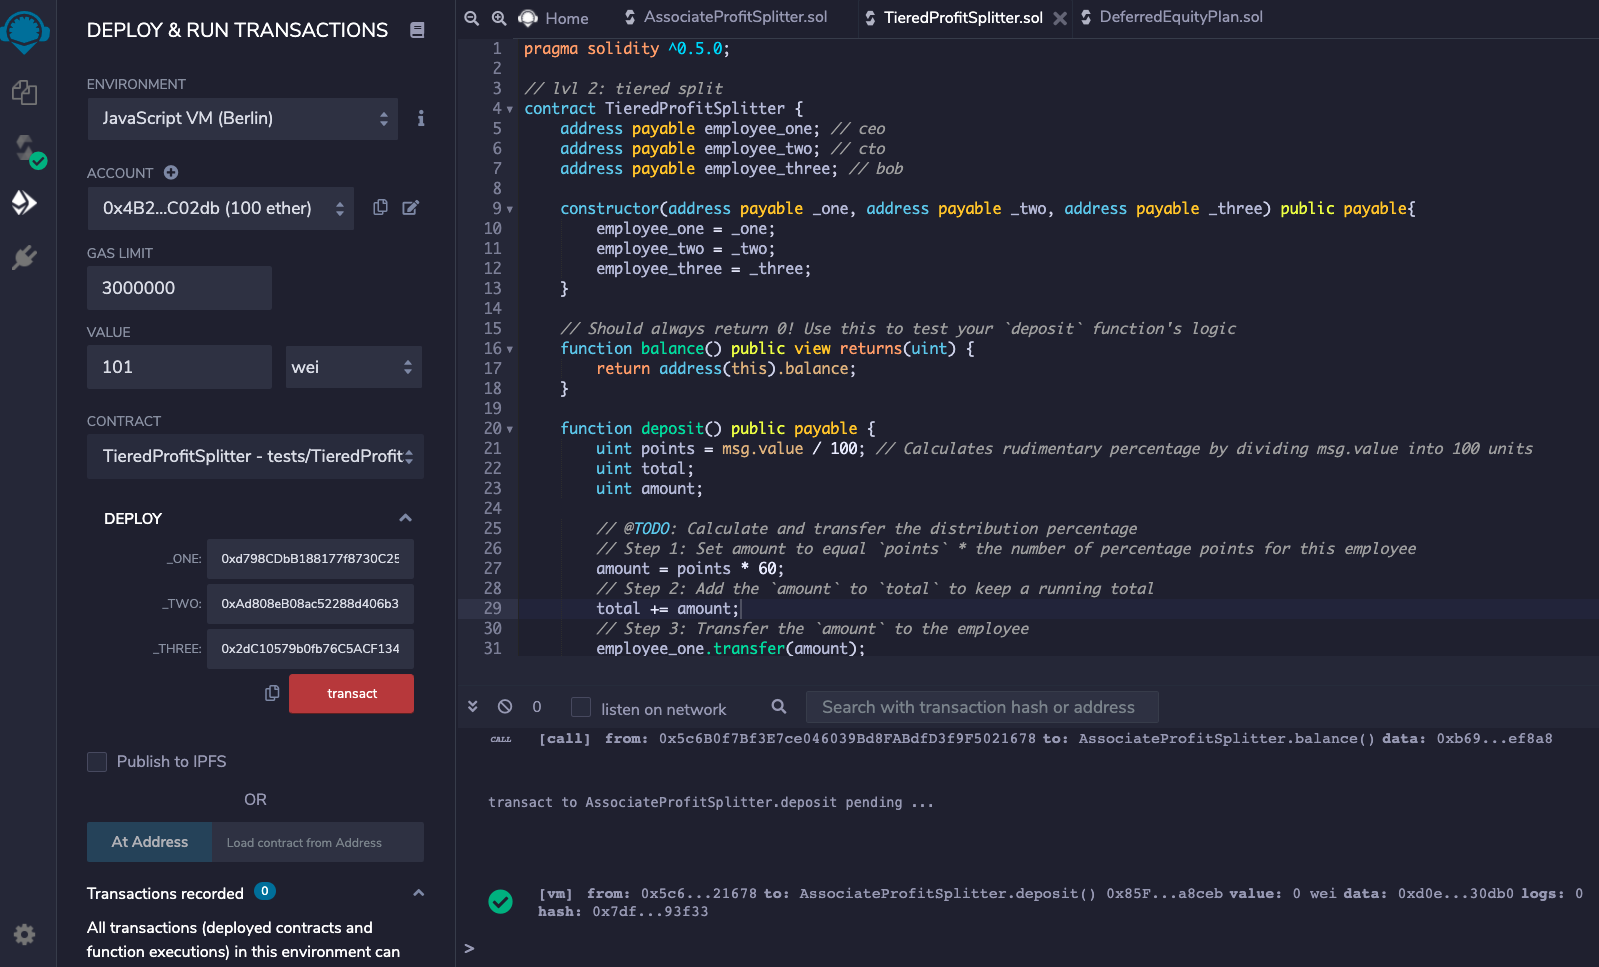 DEPLOY & RUN TRANSACTIONS
ENVIRONMENT
JavaScript VM (Berlin)
ACCOUNT
0x4B2...C02db (100 ether)
GAS LIMIT
3000000
VALUE
101
wei
CONTRACT
TieredProfitSplitter - tests/TieredProfit
DEPLOY
_ONE: 0xd798CDbB188177f8730C25
_TWO: 0xAd808eB08ac52288d406b3
_THREE: 0x2dC10579b0fb76C5ACF134
transact
Publish to IPFS
OR
At Address
Load contract from Address
Transactions recorded 0
All transactions (deployed contracts and
function executions) in this environment can
Home AssociateProfitSplitter.sol TieredProfitSplitter.sol DeferredEquityPlan.sol
1 pragma solidity ^0.5.0;
2
3 // lvl 2: tiered split
4 contract TieredProfitSplitter {
5 address payable employee_one; // ceo
6 address payable employee_two; // cto
7 address payable employee_three; // bob
8
9 constructor(address payable _one, address payable _two, address payable _three) public payable{
10 employee_one = _one;
11 employee_two = _two;
12 employee_three = _three;
13 }
14
15 // Should always return 0! Use this to test your `deposit` function's logic
16 function balance() public view returns(uint) {
17 return address(this).balance;
18 }
19
20 function deposit() public payable {
21 uint points = msg.value / 100; // Calculates rudimentary percentage by dividing msg.value into 100 units
22 uint total;
23 uint amount;
24
25 // @TODO: Calculate and transfer the distribution percentage
26 // Step 1: Set amount to equal `points` * the number of percentage points for this employee
27 amount = points * 60;
28 // Step 2: Add the `amount` to `total` to keep a running total
29 total += amount;
30 // Step 3: Transfer the `amount` to the employee
31 employee_one.transfer(amount);
0 listen on network Search with transaction hash or address
CALL [call] from: 0x5c6B0f7Bf3E7ce046039Bd8FABdfD3f9F5021678 to: AssociateProfitSplitter.balance() data: 0xb69...ef8a8
transact to AssociateProfitSplitter.deposit pending ...
[vm] from: 0x5c6...21678 to: AssociateProfitSplitter.deposit() 0x85F...a8ceb value: 0 wei data: 0xd0e...30db0 logs: 0
hash: 0x7df...93f33
>